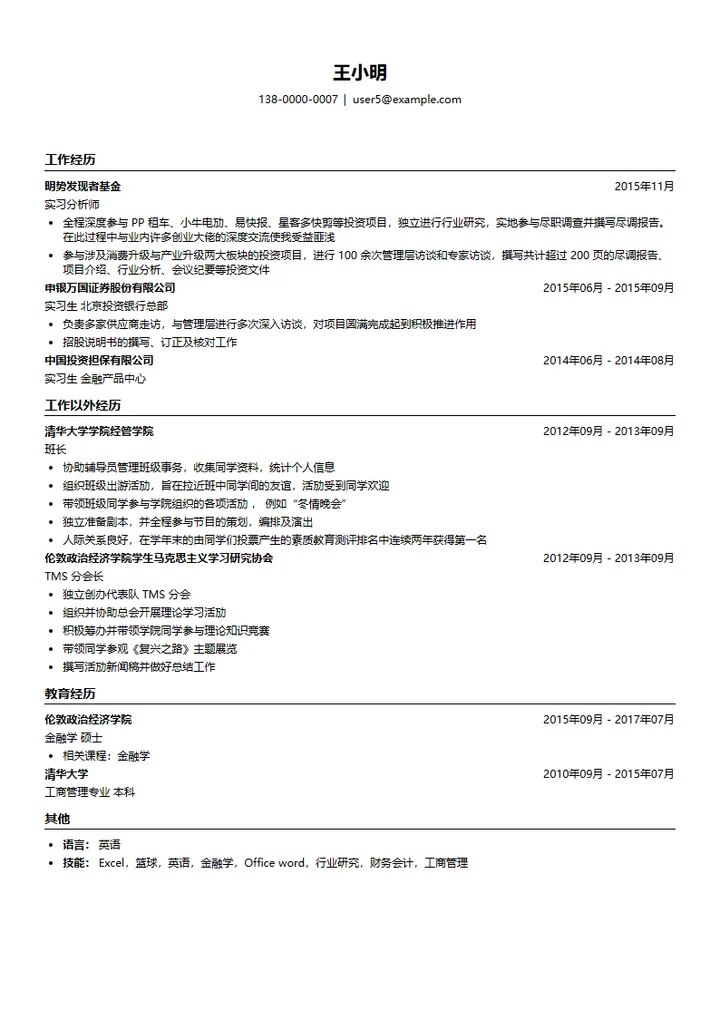 王小明
138-0000-0007 | user5@example.com
工作经历
明势发现者基金 2015年11月
实习分析师
• 全程深度参与 PP 租车、小牛电动、易快报、星客多快剪等投资项目，独立进行行业研究，实地参与尽职调查并撰写尽调报告。
在此过程中与业内许多创业大佬的深度交流使我受益匪浅
• 参与涉及消费升级与产业升级两大板块的投资项目，进行 100 余次管理层访谈和专家访谈，撰写共计超过 200 页的尽调报告、
项目介绍、行业分析、会议纪要等投资文件
申银万国证券股份有限公司 2015年06月 - 2015年09月
实习生 北京投资银行总部
• 负责多家供应商走访，与管理层进行多次深入访谈，对项目圆满完成起到积极推进作用
• 招股说明书的撰写、订正及核对工作
中国投资担保有限公司 2014年06月 - 2014年08月
实习生 金融产品中心
工作以外经历
清华大学学院经管学院 2012年09月 - 2013年09月
班长
• 协助辅导员管理班级事务，收集同学资料，统计个人信息
• 组织班级出游活动，旨在拉近班中同学间的友谊，活动受到同学欢迎
• 带领班级同学参与学院组织的各项活动 ， 例如“冬情晚会”
• 独立准备剧本，并全程参与节目的策划，编排及演出
• 人际关系良好，在学年末的由同学们投票产生的素质教育测评排名中连续两年获得第一名
伦敦政治经济学院学生马克思主义学习研究协会 2012年09月 - 2013年09月
TMS 分会长
• 独立创办代表队 TMS 分会
• 组织并协助总会开展理论学习活动
• 积极筹办并带领学院同学参与理论知识竞赛
• 带领同学参观《复兴之路》主题展览
• 撰写活动新闻稿并做好总结工作
教育经历
伦敦政治经济学院 2015年09月 - 2017年07月
金融学 硕士
• 相关课程：金融学
清华大学 2010年09月 - 2015年07月
工商管理专业 本科
其他
• 语言： 英语
• 技能： Excel，篮球，英语，金融学，Office word，行业研究，财务会计，工商管理